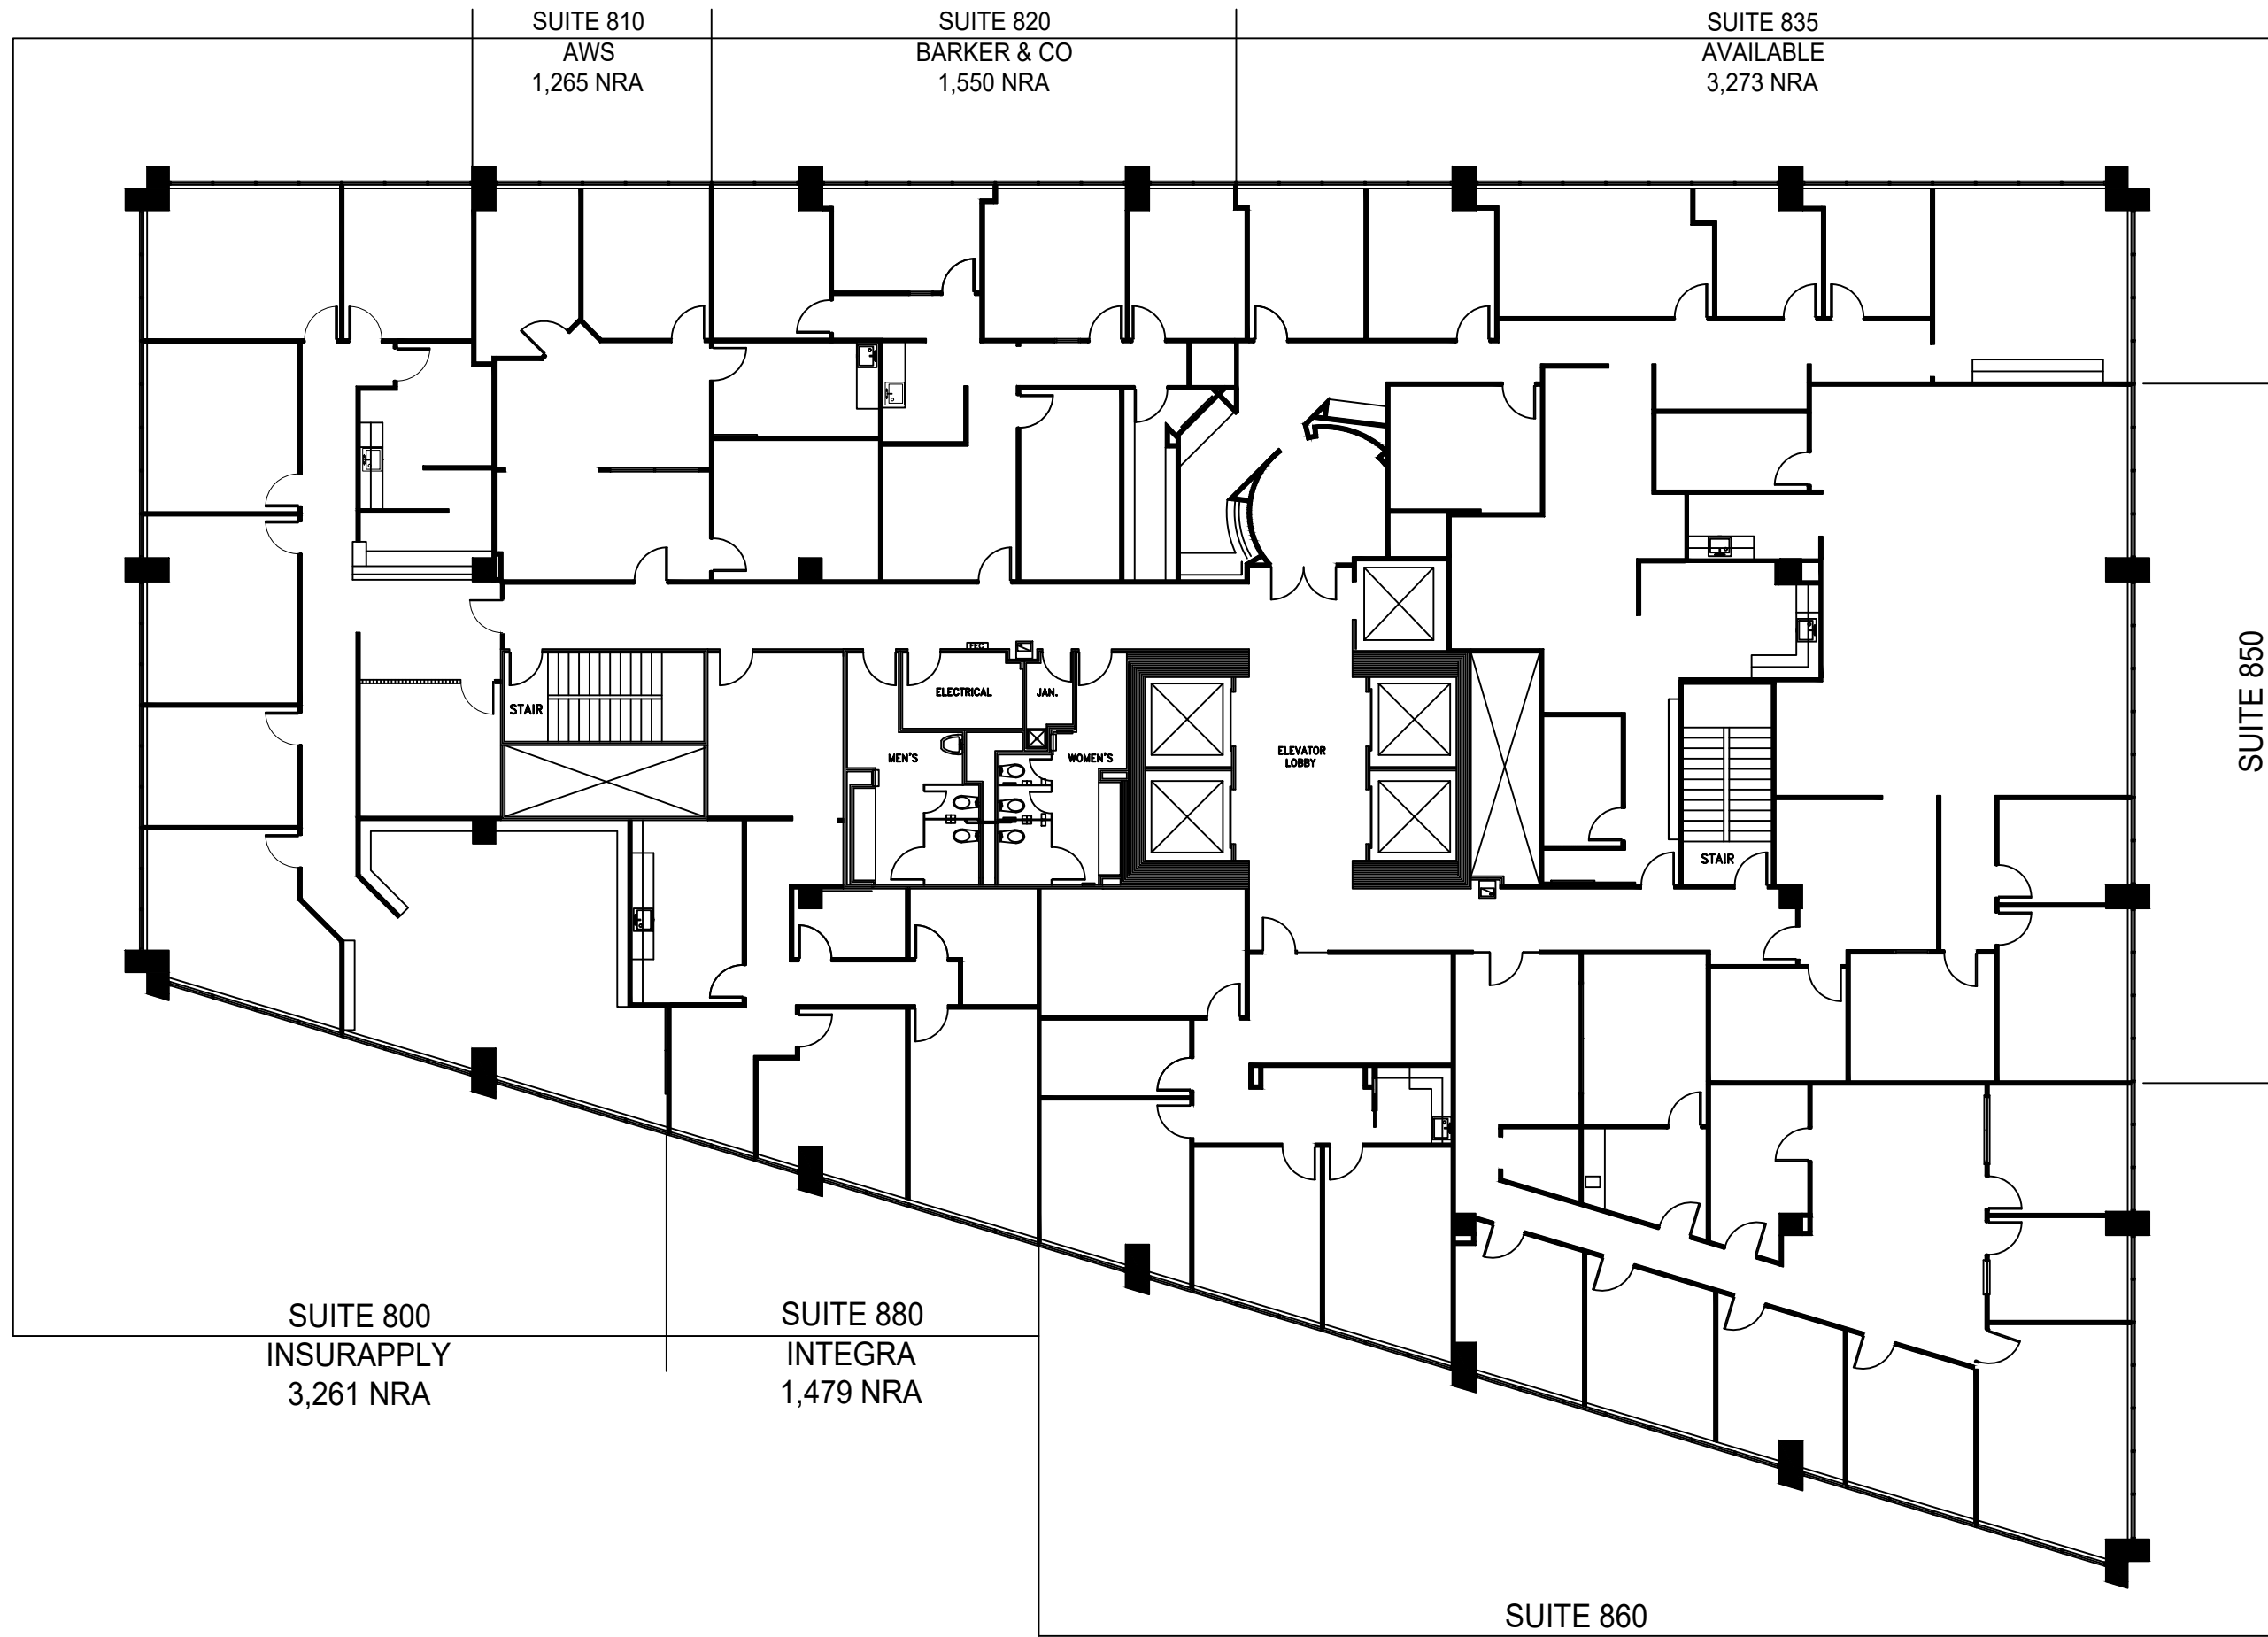 SUITE 810
AWS
1,265 NRA
SUITE 820
BARKER & CO
1,550 NRA
SUITE 835
AVAILABLE
3,273 NRA
SUITE 850
FEC
ELECTRICAL
JAN.
STAIR
MEN'S
WOMEN'S
ELEVATOR
LOBBY
STAIR
SUITE 800
INSURAPPLY
3,261 NRA
SUITE 880
INTEGRA
1,479 NRA
SUITE 860